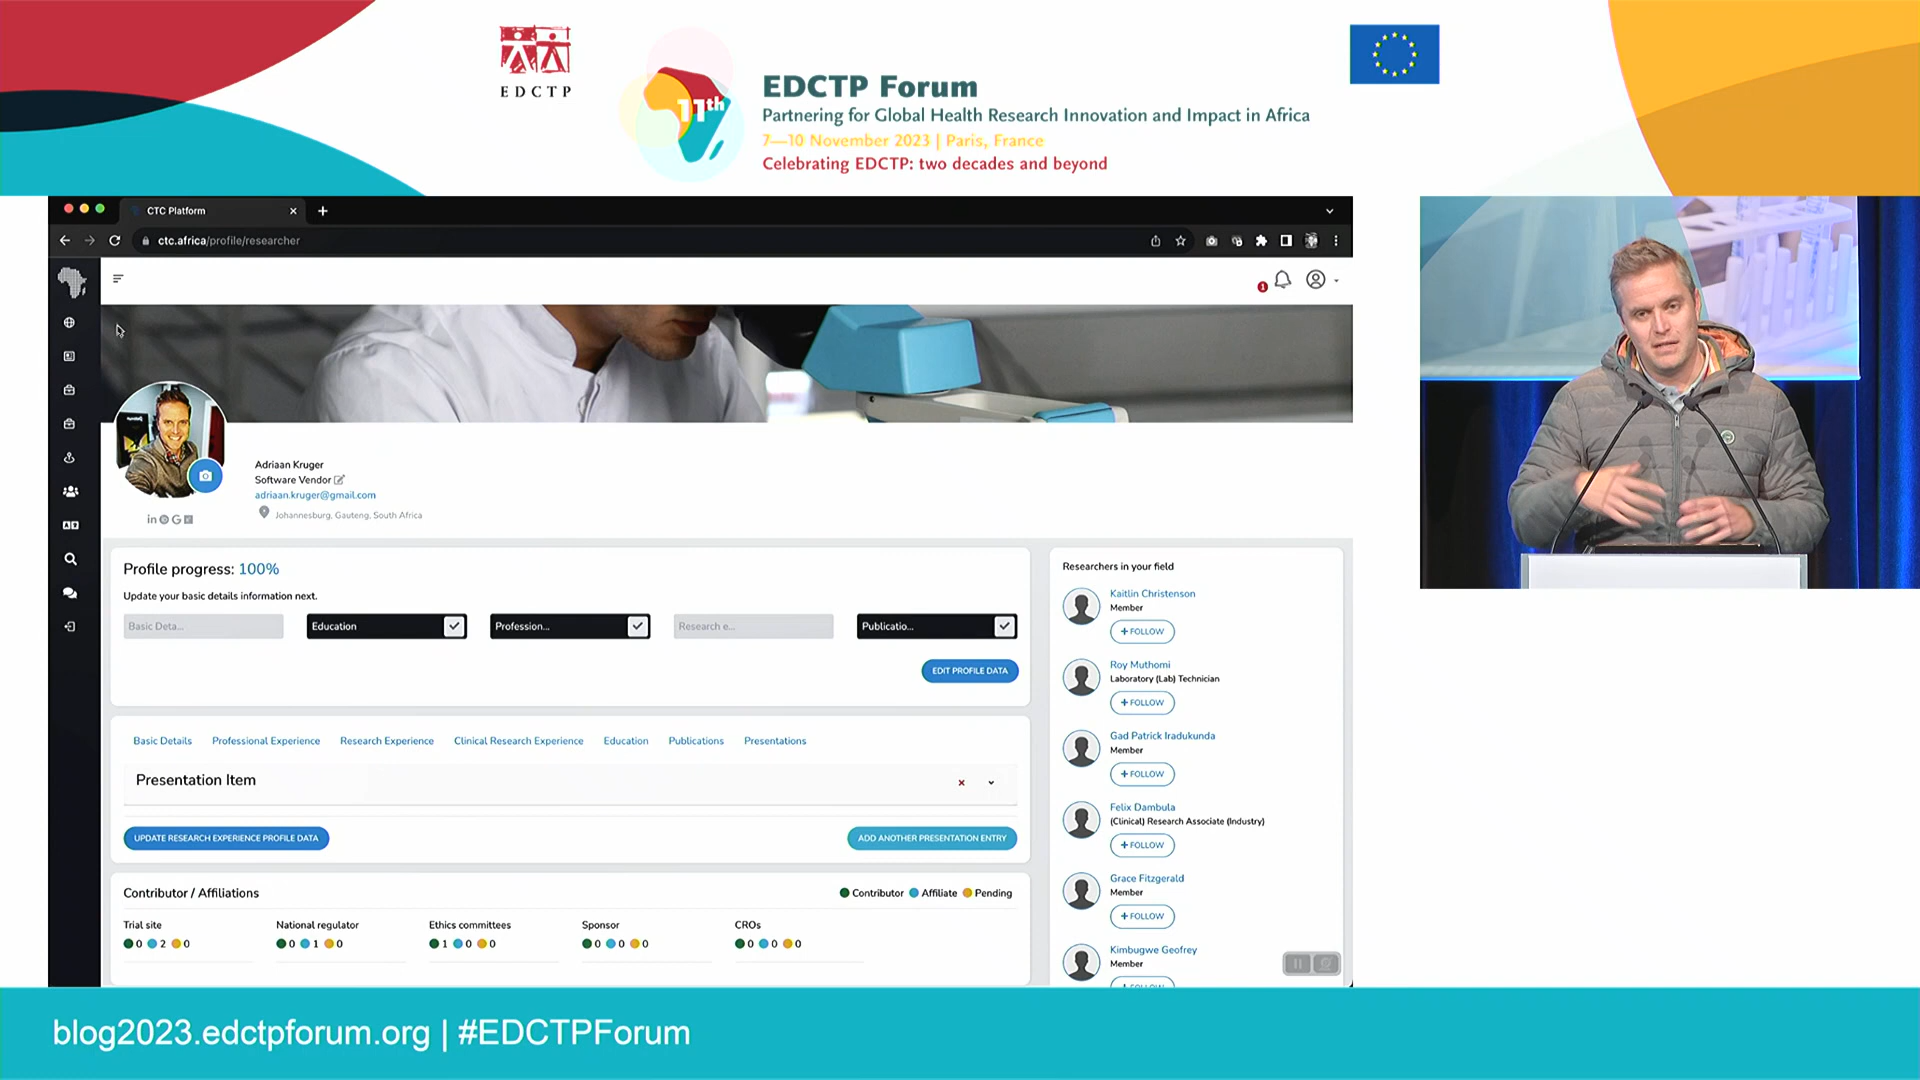 EDCTP
11th
EDCTP Forum
Partnering for Global Health Research Innovation and Impact in Africa
7—10 November 2023 | Paris, France
Celebrating EDCTP: two decades and beyond
CTC Platform
ctc.africa/profile/researcher
1
Adriaan Kruger
Software Vendor
adriaan.kruger@gmail.com
Johannesburg, Gauteng, South Africa
Profile progress: 100%
Update your basic details information next.
Basic Deta... Education Profession... Research e... Publicatio...
EDIT PROFILE DATA
Basic Details Professional Experience Research Experience Clinical Research Experience Education Publications Presentations
Presentation Item
UPDATE RESEARCH EXPERIENCE PROFILE DATA ADD ANOTHER PRESENTATION ENTRY
Contributor / Affiliations Contributor Affiliate Pending
Trial site National regulator Ethics committees Sponsor CROs
0 2 0 0 1 0 1 0 0 0 0 0 0 0 0
Researchers in your field
Kaitlin Christenson
Member
+ FOLLOW
Roy Muthomi
Laboratory (Lab) Technician
+ FOLLOW
Gad Patrick Iradukunda
Member
+ FOLLOW
Felix Dambula
(Clinical) Research Associate (Industry)
+ FOLLOW
Grace Fitzgerald
Member
+ FOLLOW
Kimbugwe Geofrey
Member
blog2023.edctpforum.org | #EDCTPForum